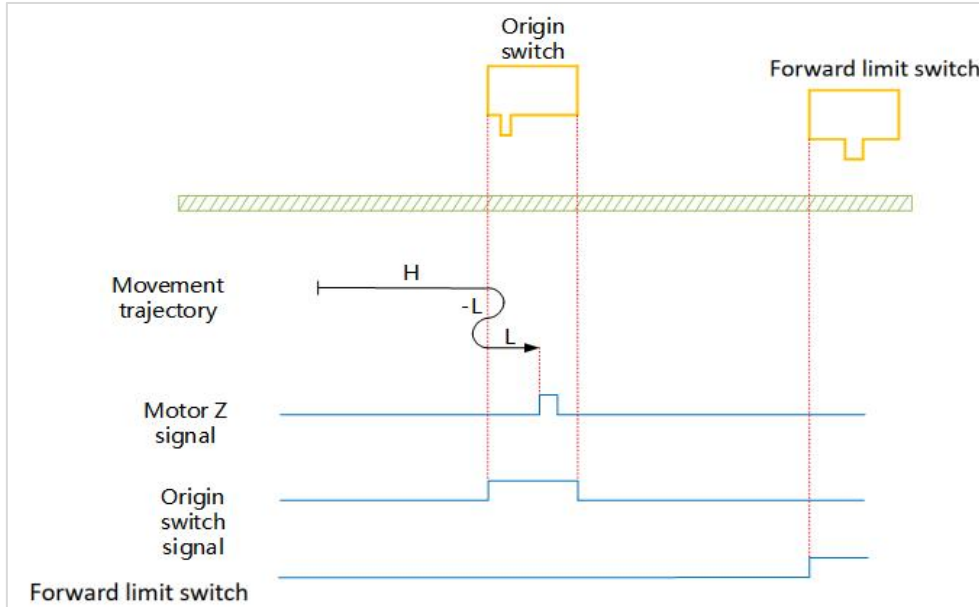 Origin
switch
Forward limit switch
Movement
trajectory
H
-L
L
Motor Z
signal
Origin
switch
signal
Forward limit switch